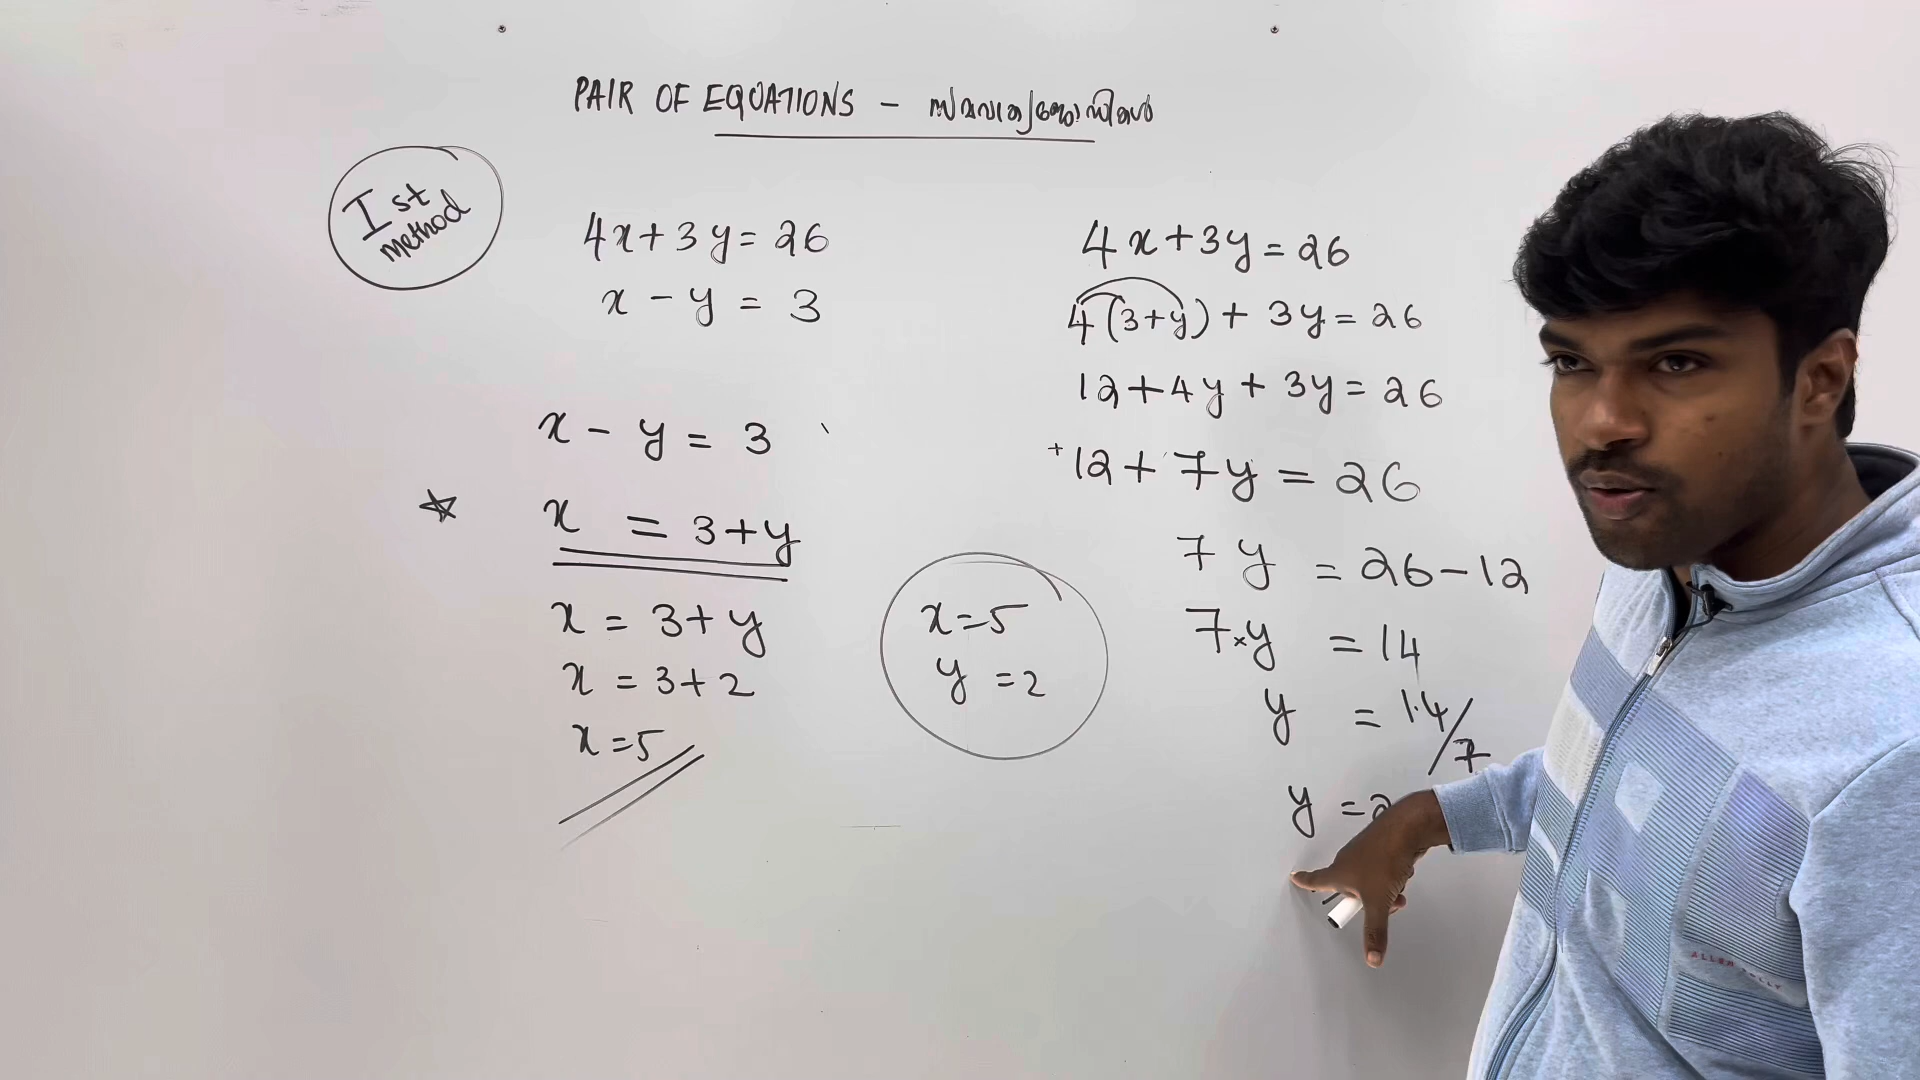 PAIR OF EQUATIONS - സമവാക്യജോഡികൾ
Ist
method
4x+3y=26
x - y = 3
x - y = 3
x = 3+y
x = 3+y
x = 3+2
x=5
x=5
y =2
4x+3y=26
4(3+y)+ 3y=26
12+4y+3y=26
+12+7y=26
7y = 26-12
7×y =14
y = 14/7
y =2